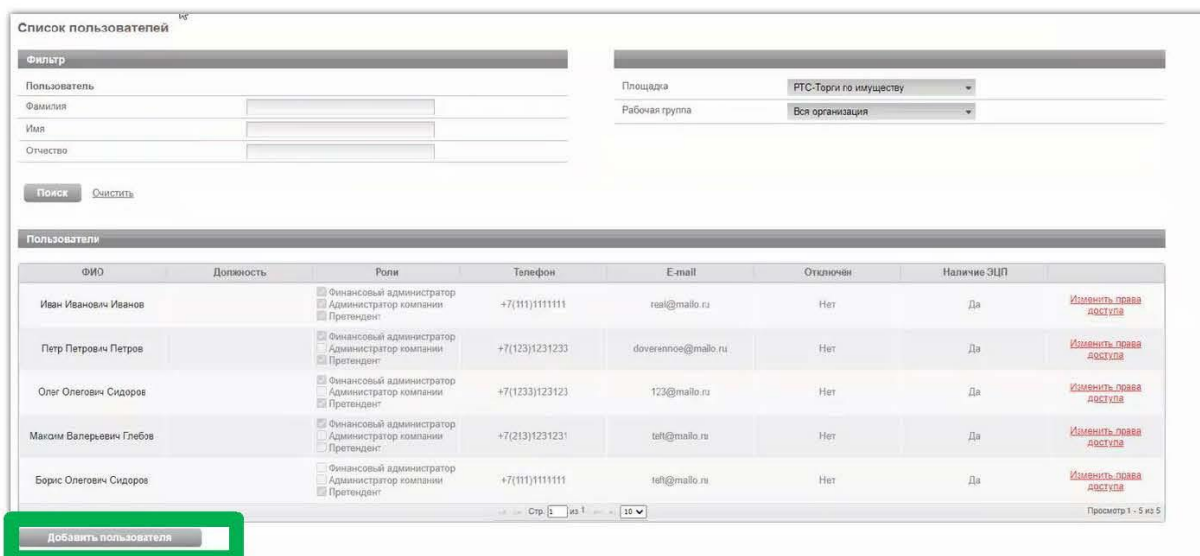 Список пользователей
Фильтр
Пользователь
Фамилия
Имя
Отчество
Площадка РТС-Торги по имуществу
Рабочая группа Вся организация
Поиск Очистить
Пользователи
ФИО Должность Роли Телефон E-mail Отключён Наличие ЭЦП
Иван Иванович Иванов Финансовый администратор +7(111)1111111 real@mailo.ru Нет Да Изменить права
Администратор компании доступа
Претендент
Петр Петрович Петров Финансовый администратор +7(123)1231233 doverennoe@mailo.ru Нет Да Изменить права
Администратор компании доступа
Претендент
Олег Олегович Сидоров Финансовый администратор +7(1233)123123 123@mailo.ru Нет Да Изменить права
Администратор компании доступа
Претендент
Максим Валерьевич Глебов Финансовый администратор +7(213)1231231 Нет Да Изменить права
Администратор компании доступа
Претендент
Борис Олегович Сидоров Финансовый администратор +7(111)1111111 Нет Да Изменить права
Администратор компании доступа
Претендент
Стр. 1 из 1 10 Просмотр 1 - 5 из 5
Добавить пользователя